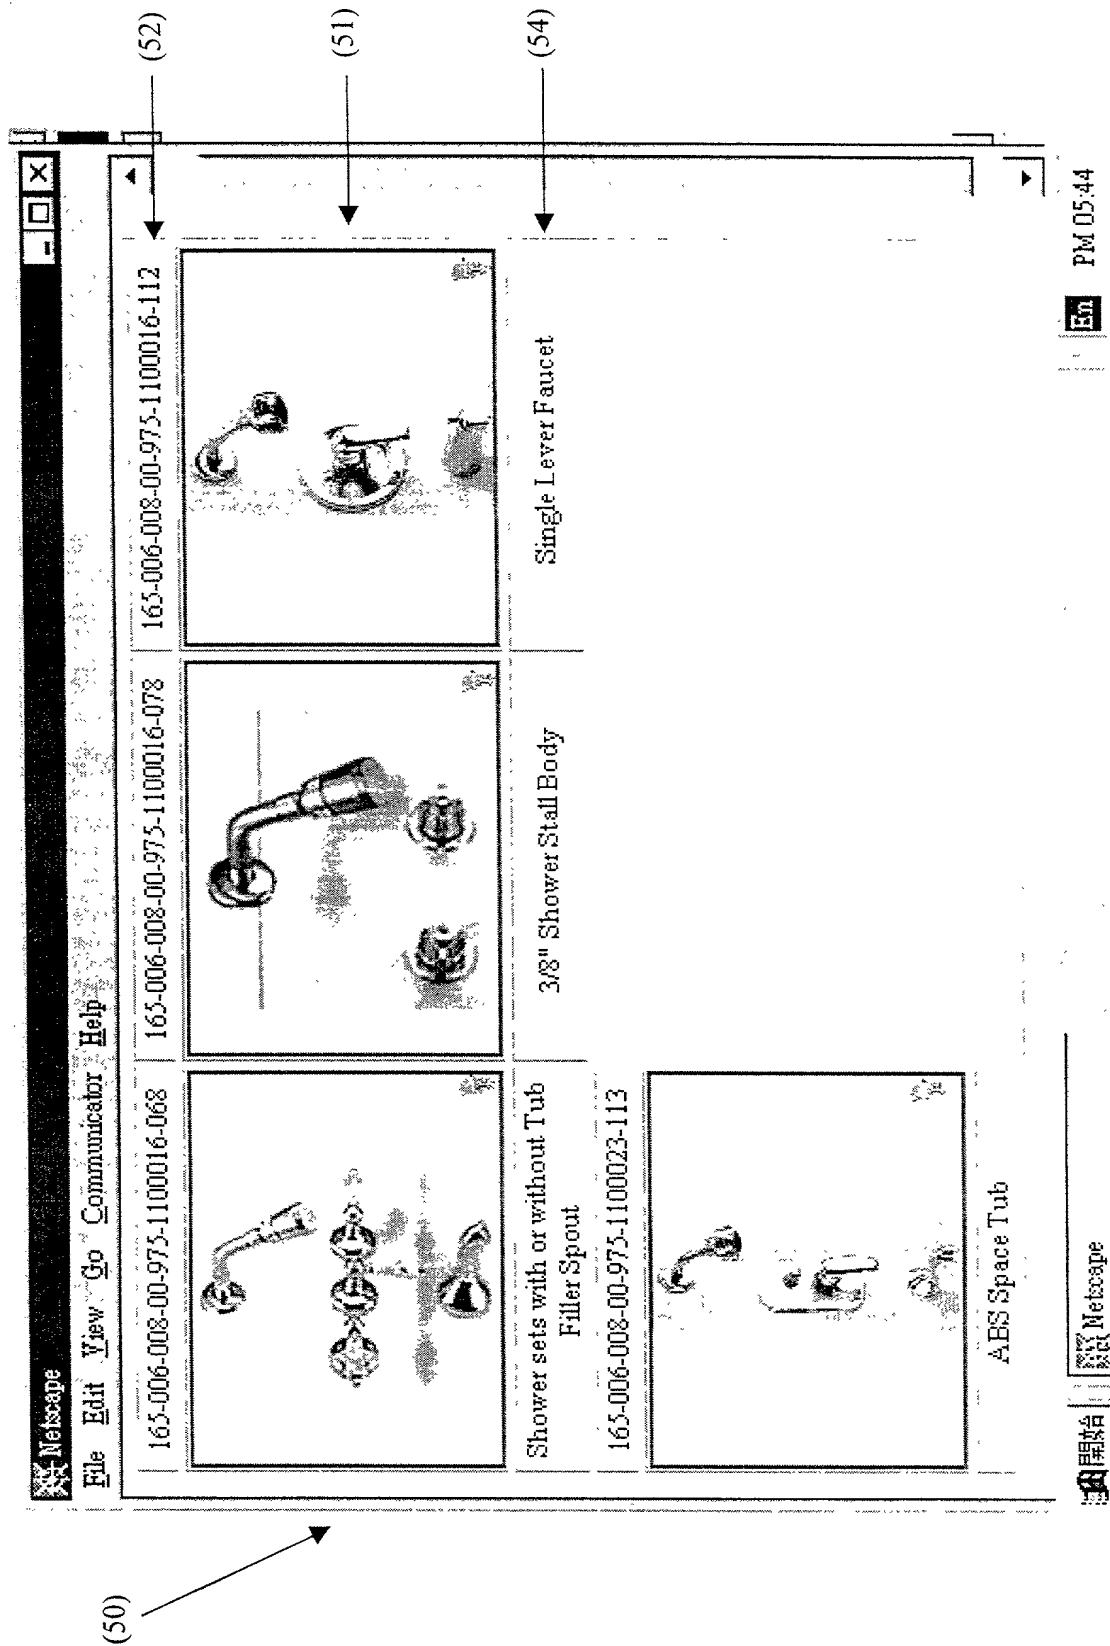 Netscape
File Edit View Go Communicator Help
165-006-008-00-975-1100016-068
165-006-008-00-975-1100016-078
165-006-008-00-975-1100016-112
Shower sets with or without Tub
Filler Spout
3/8" Shower Stall Body
Single Lever Faucet
165-006-008-00-975-1100023-113
ABS Space Tub
開始
Netscape
En
PM 05:44
(50)
(52)
(51)
(54)